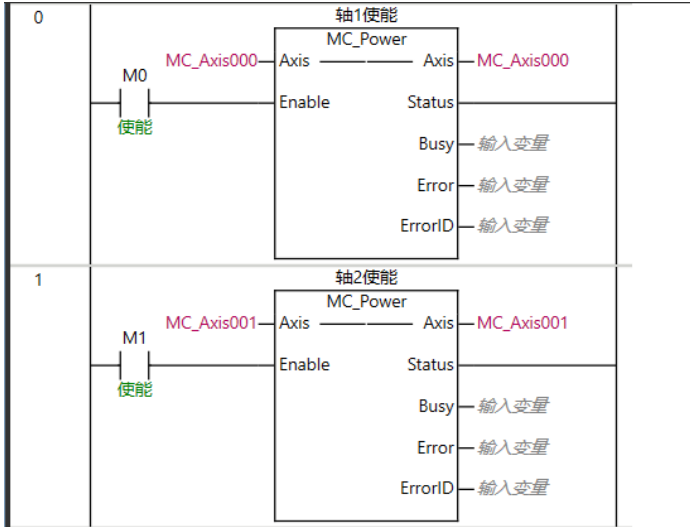 0
轴1使能
MC_Power
MC_Axis000 Axis Axis MC_Axis000
M0
Enable Status
使能
Busy 输入变量
Error 输入变量
ErrorID 输入变量
1
轴2使能
MC_Power
MC_Axis001 Axis Axis MC_Axis001
M1
Enable Status
使能
Busy 输入变量
Error 输入变量
ErrorID 输入变量